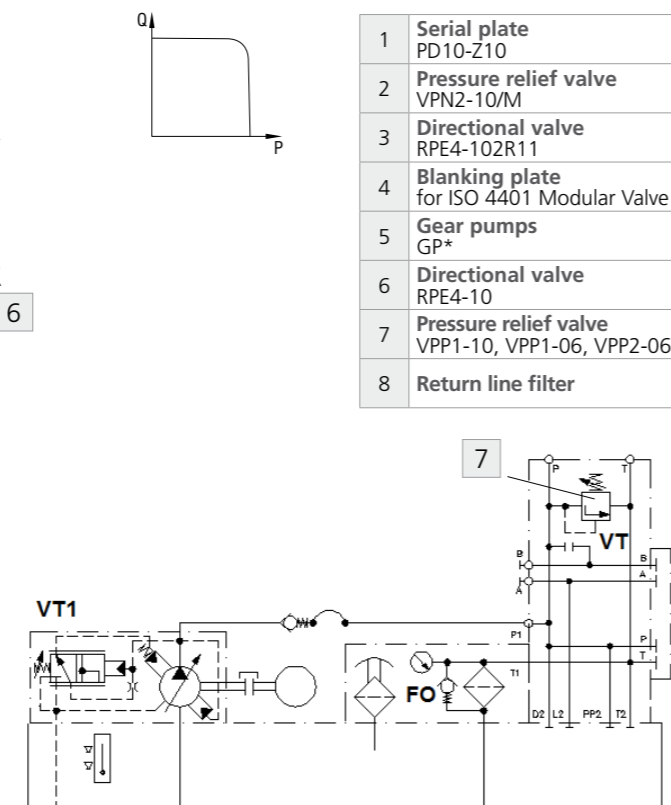 Q
P
1 Serial plate
PD10-Z10
2 Pressure relief valve
VPN2-10/M
3 Directional valve
RPE4-102R11
4 Blanking plate
for ISO 4401 Modular Valve
5 Gear pumps
GP*
6 Directional valve
RPE4-10
7 Pressure relief valve
VPP1-10, VPP1-06, VPP2-06
8 Return line filter
6
7
P T
VT
B B
A A
VT1
P1 P
T
T1
FO
D2 L2 PP2 T2